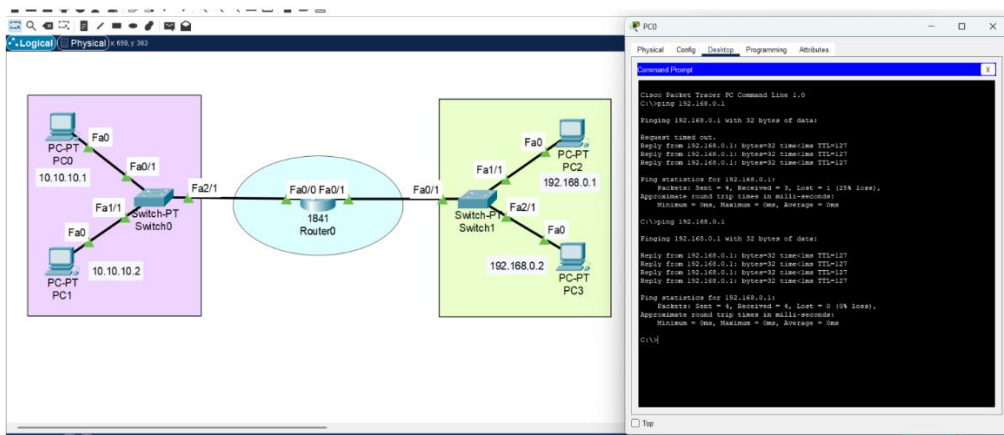 Logical
Physical x: 659, y: 363
Fa0
PC-PT
PC0
10.10.10.1
Fa0/1
Fa1/1
Switch-PT
Switch0
Fa2/1
Fa0
PC-PT
PC1
10.10.10.2
Fa0/0 Fa0/1
1841
Router0
Fa0/1
Switch-PT
Switch1
Fa1/1
Fa0
PC-PT
PC2
192.168.0.1
Fa2/1
Fa0
192.168.0.2
PC-PT
PC3
PC0
Physical Config Desktop Programming Attributes
Command Prompt
X
Cisco Packet Tracer PC Command Line 1.0
C:\>ping 192.168.0.1
Pinging 192.168.0.1 with 32 bytes of data:
Request timed out.
Reply from 192.168.0.1: bytes=32 time<1ms TTL=127
Reply from 192.168.0.1: bytes=32 time<1ms TTL=127
Reply from 192.168.0.1: bytes=32 time<1ms TTL=127
Ping statistics for 192.168.0.1:
Packets: Sent = 4, Received = 3, Lost = 1 (25% loss),
Approximate round trip times in milli-seconds:
Minimum = 0ms, Maximum = 0ms, Average = 0ms
C:\>ping 192.168.0.1
Pinging 192.168.0.1 with 32 bytes of data:
Reply from 192.168.0.1: bytes=32 time<1ms TTL=127
Reply from 192.168.0.1: bytes=32 time<1ms TTL=127
Reply from 192.168.0.1: bytes=32 time<1ms TTL=127
Reply from 192.168.0.1: bytes=32 time<1ms TTL=127
Ping statistics for 192.168.0.1:
Packets: Sent = 4, Received = 4, Lost = 0 (0% loss),
Approximate round trip times in milli-seconds:
Minimum = 0ms, Maximum = 0ms, Average = 0ms
C:\>
Top